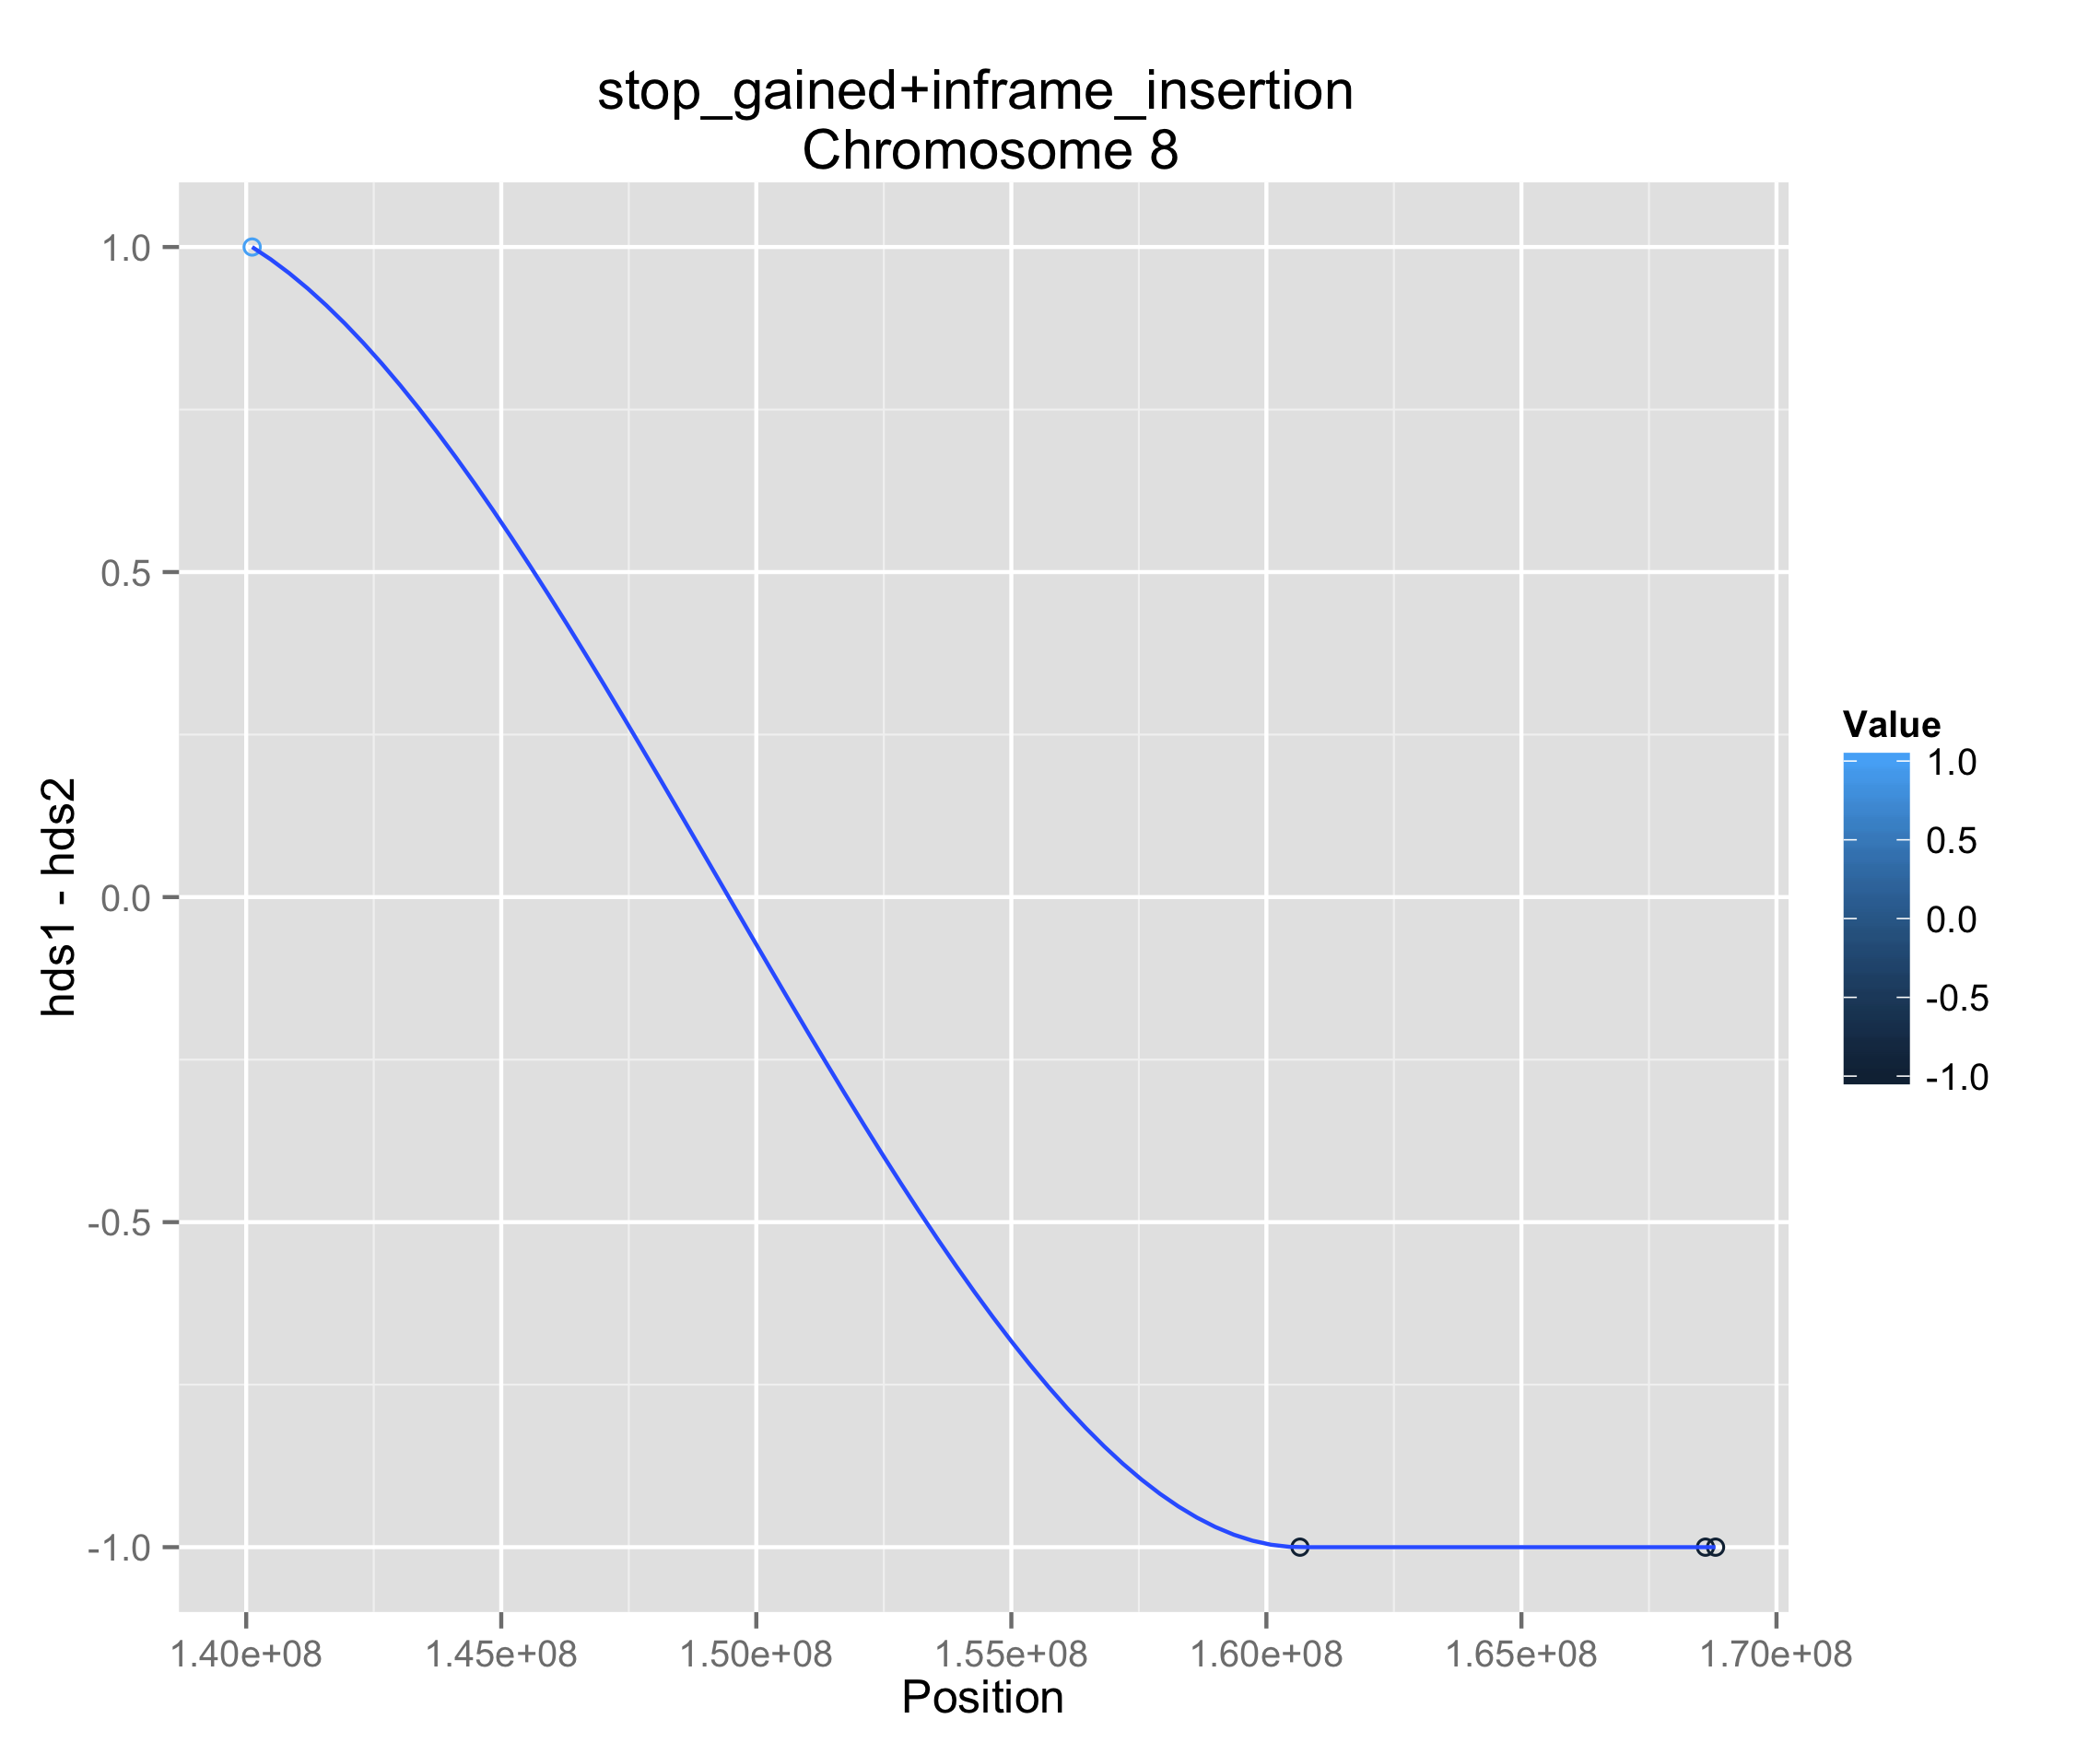 stop_gained+inframe_insertion
Chromosome 8
1.0
0.5
0.0
-0.5
-1.0
hds1 - hds2
1.40e+08 1.45e+08 1.50e+08 1.55e+08 1.60e+08 1.65e+08 1.70e+08
Position
Value
1.0
0.5
0.0
-0.5
-1.0